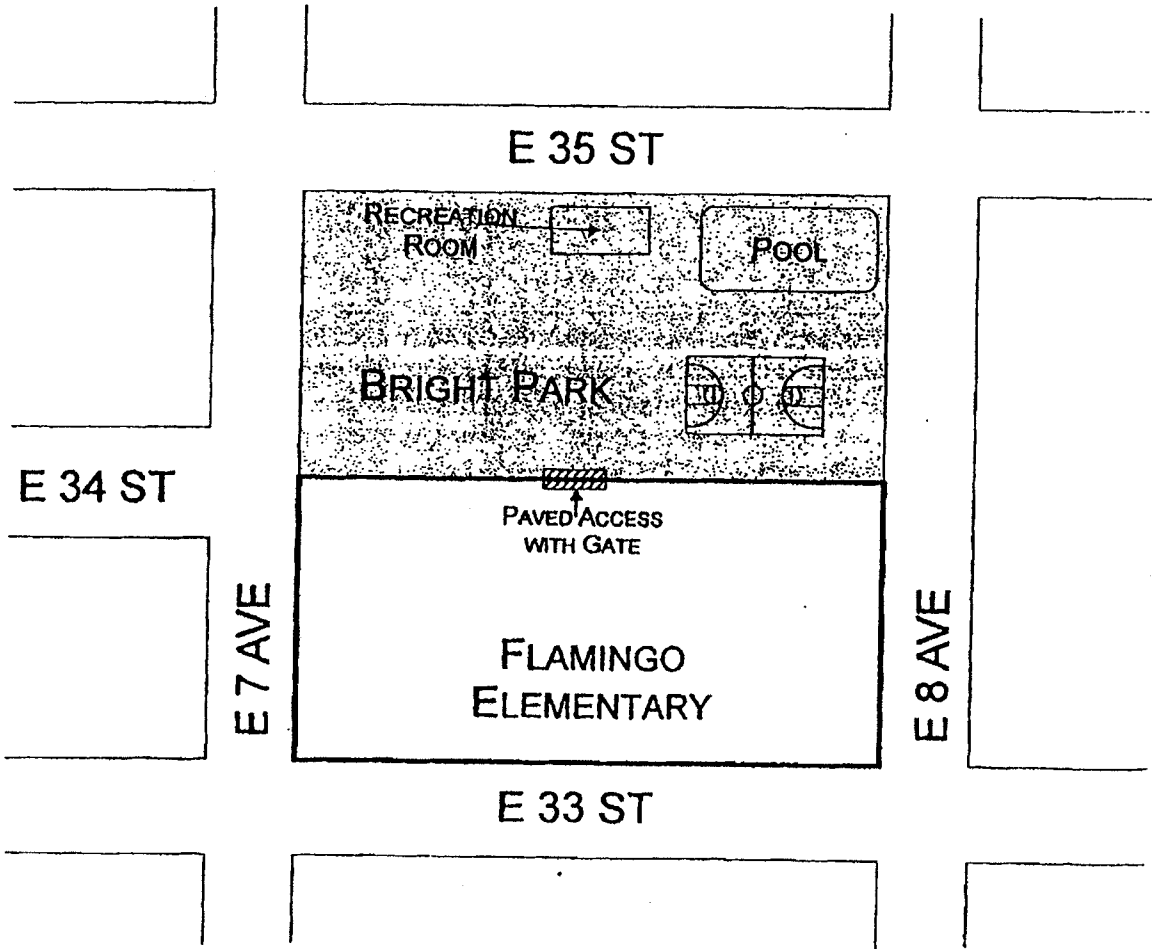 E 35 ST
RECREATION
ROOM
POOL
BRIGHT PARK
E 34 ST
PAVED ACCESS
WITH GATE
E 7 AVE
FLAMINGO
ELEMENTARY
E 8 AVE
E 33 ST